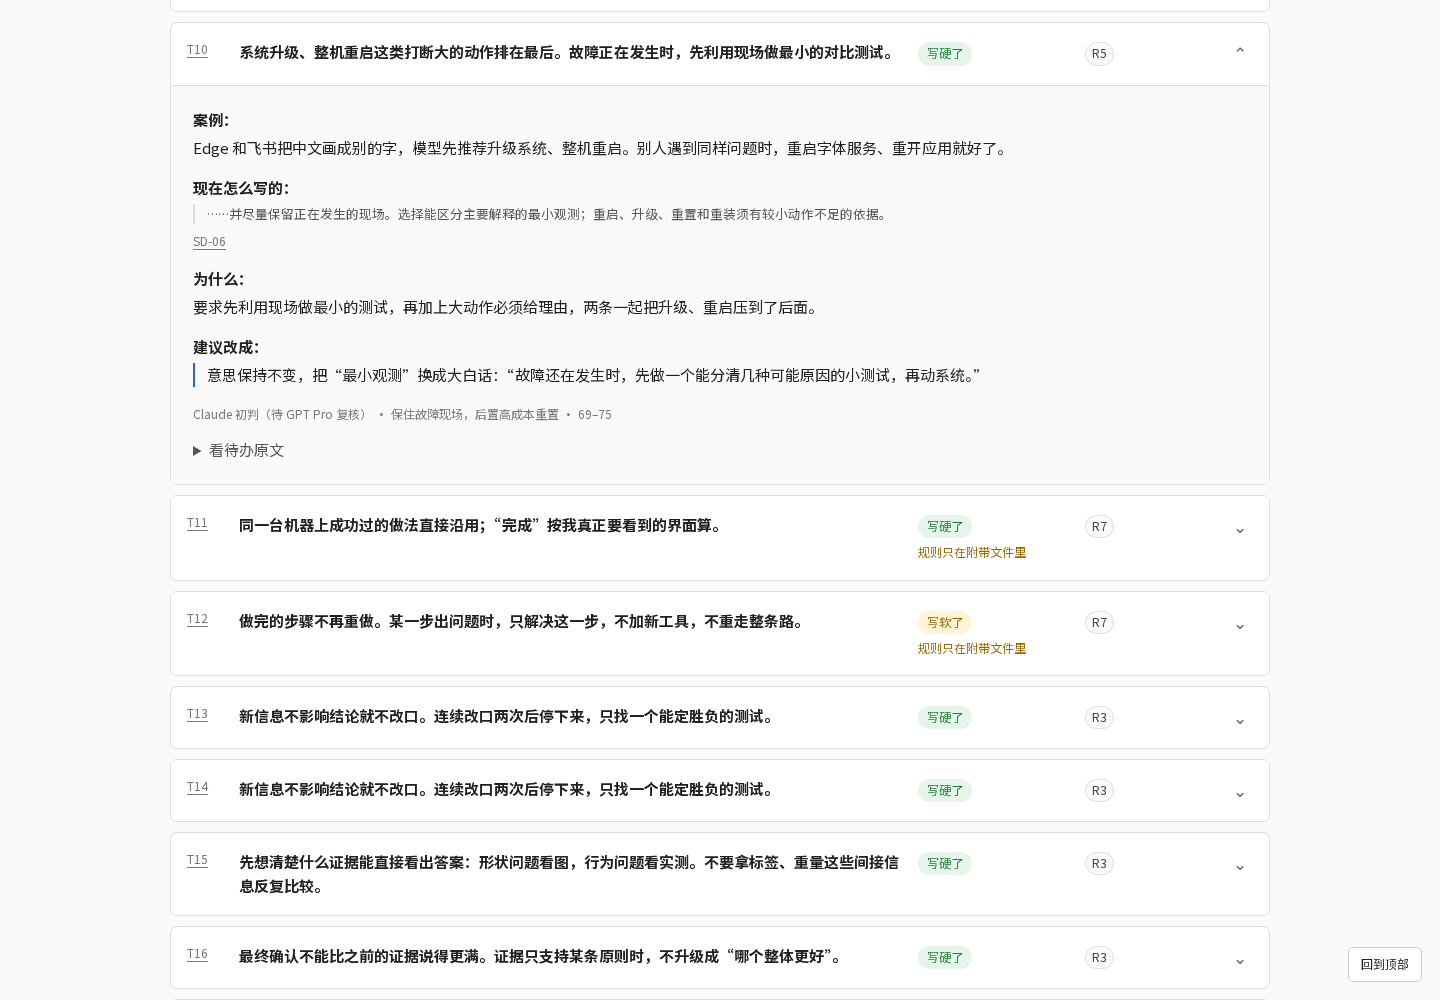 T10 系统升级、整机重启这类打断大的动作排在最后。故障正在发生时，先利用现场做最小的对比测试。 写硬了 R5
案例：
Edge 和飞书把中文画成别的字，模型先推荐升级系统、整机重启。别人遇到同样问题时，重启字体服务、重开应用就好了。
现在怎么写的：
……并尽量保留正在发生的现场。选择能区分主要解释的最小观测；重启、升级、重置和重装须有较小动作不足的依据。
SD-06
为什么：
要求先利用现场做最小的测试，再加上大动作必须给理由，两条一起把升级、重启压到了后面。
建议改成：
意思保持不变，把“最小观测”换成大白话：“故障还在发生时，先做一个能分清几种可能原因的小测试，再动系统。”
Claude 初判（待 GPT Pro 复核） • 保住故障现场，后置高成本重置 • 69–75
▶ 看待办原文
T11 同一台机器上成功过的做法直接沿用；“完成”按我真正要看到的界面算。 写硬了 R7
规则只在附带文件里
T12 做完的步骤不再重做。某一步出问题时，只解决这一步，不加新工具，不重走整条路。 写软了 R7
规则只在附带文件里
T13 新信息不影响结论就不改口。连续改口两次后停下来，只找一个能定胜负的测试。 写硬了 R3
T14 新信息不影响结论就不改口。连续改口两次后停下来，只找一个能定胜负的测试。 写硬了 R3
T15 先想清楚什么证据能直接看出答案：形状问题看图，行为问题看实测。不要拿标签、重量这些间接信 写硬了 R3
息反复比较。
T16 最终确认不能比之前的证据说得更满。证据只支持某条原则时，不升级成“哪个整体更好”。 写硬了 R3
回到顶部